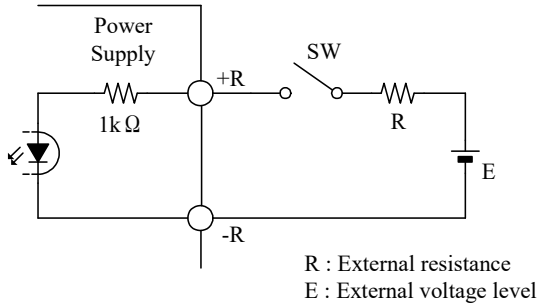 Power
Supply
SW
+R
1kΩ
R
E
-R
R : External resistance
E : External voltage level